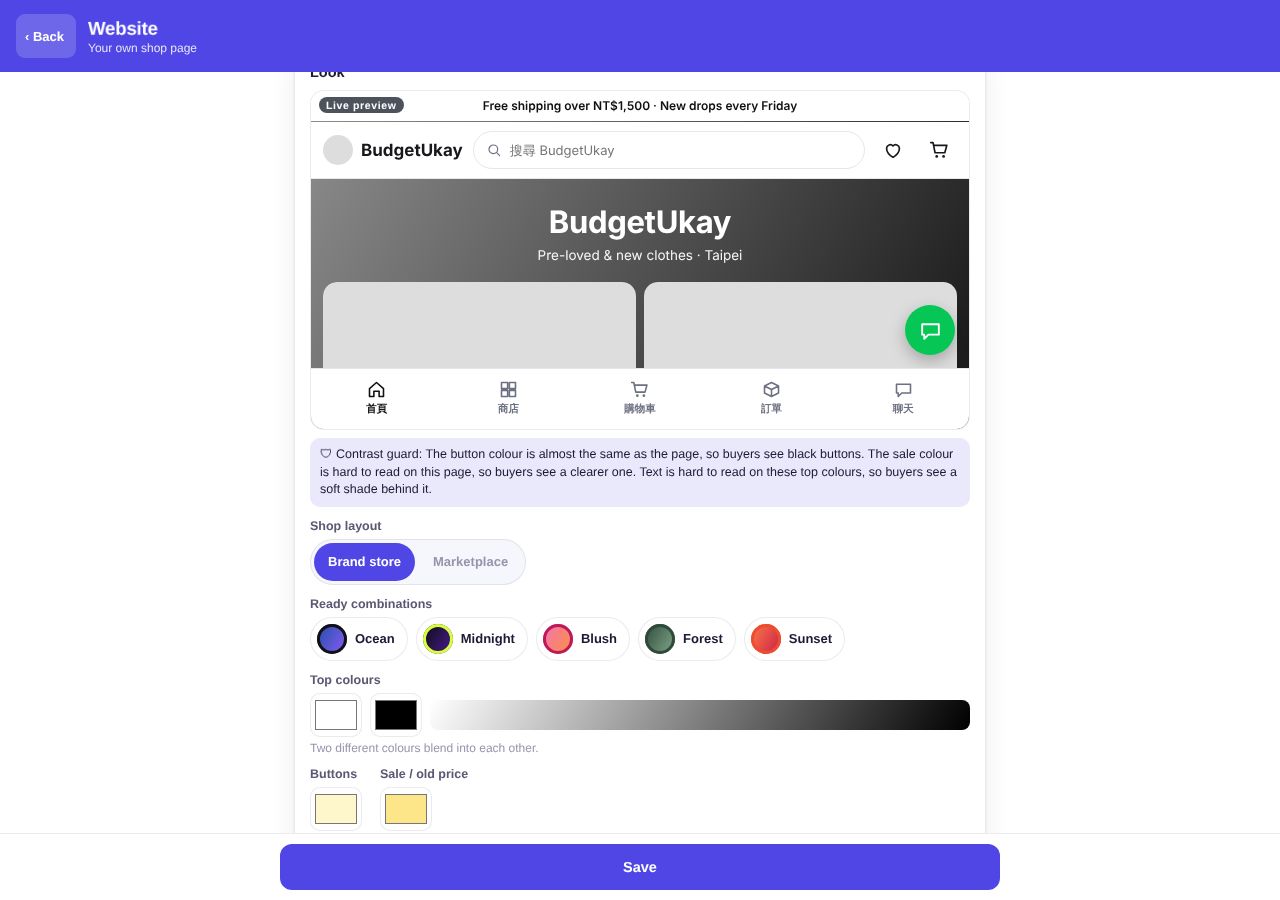 ‹ Back
Website
Your own shop page
Look
Live preview
Free shipping over NT$1,500 · New drops every Friday
BudgetUkay
搜尋 BudgetUkay
BudgetUkay
Pre-loved & new clothes · Taipei
首頁
商店
購物車
訂單
聊天
Contrast guard: The button colour is almost the same as the page, so buyers see black buttons. The sale colour
is hard to read on this page, so buyers see a clearer one. Text is hard to read on these top colours, so buyers see a
soft shade behind it.
Shop layout
Brand store
Marketplace
Ready combinations
Ocean
Midnight
Blush
Forest
Sunset
Top colours
Two different colours blend into each other.
Buttons
Sale / old price
Save